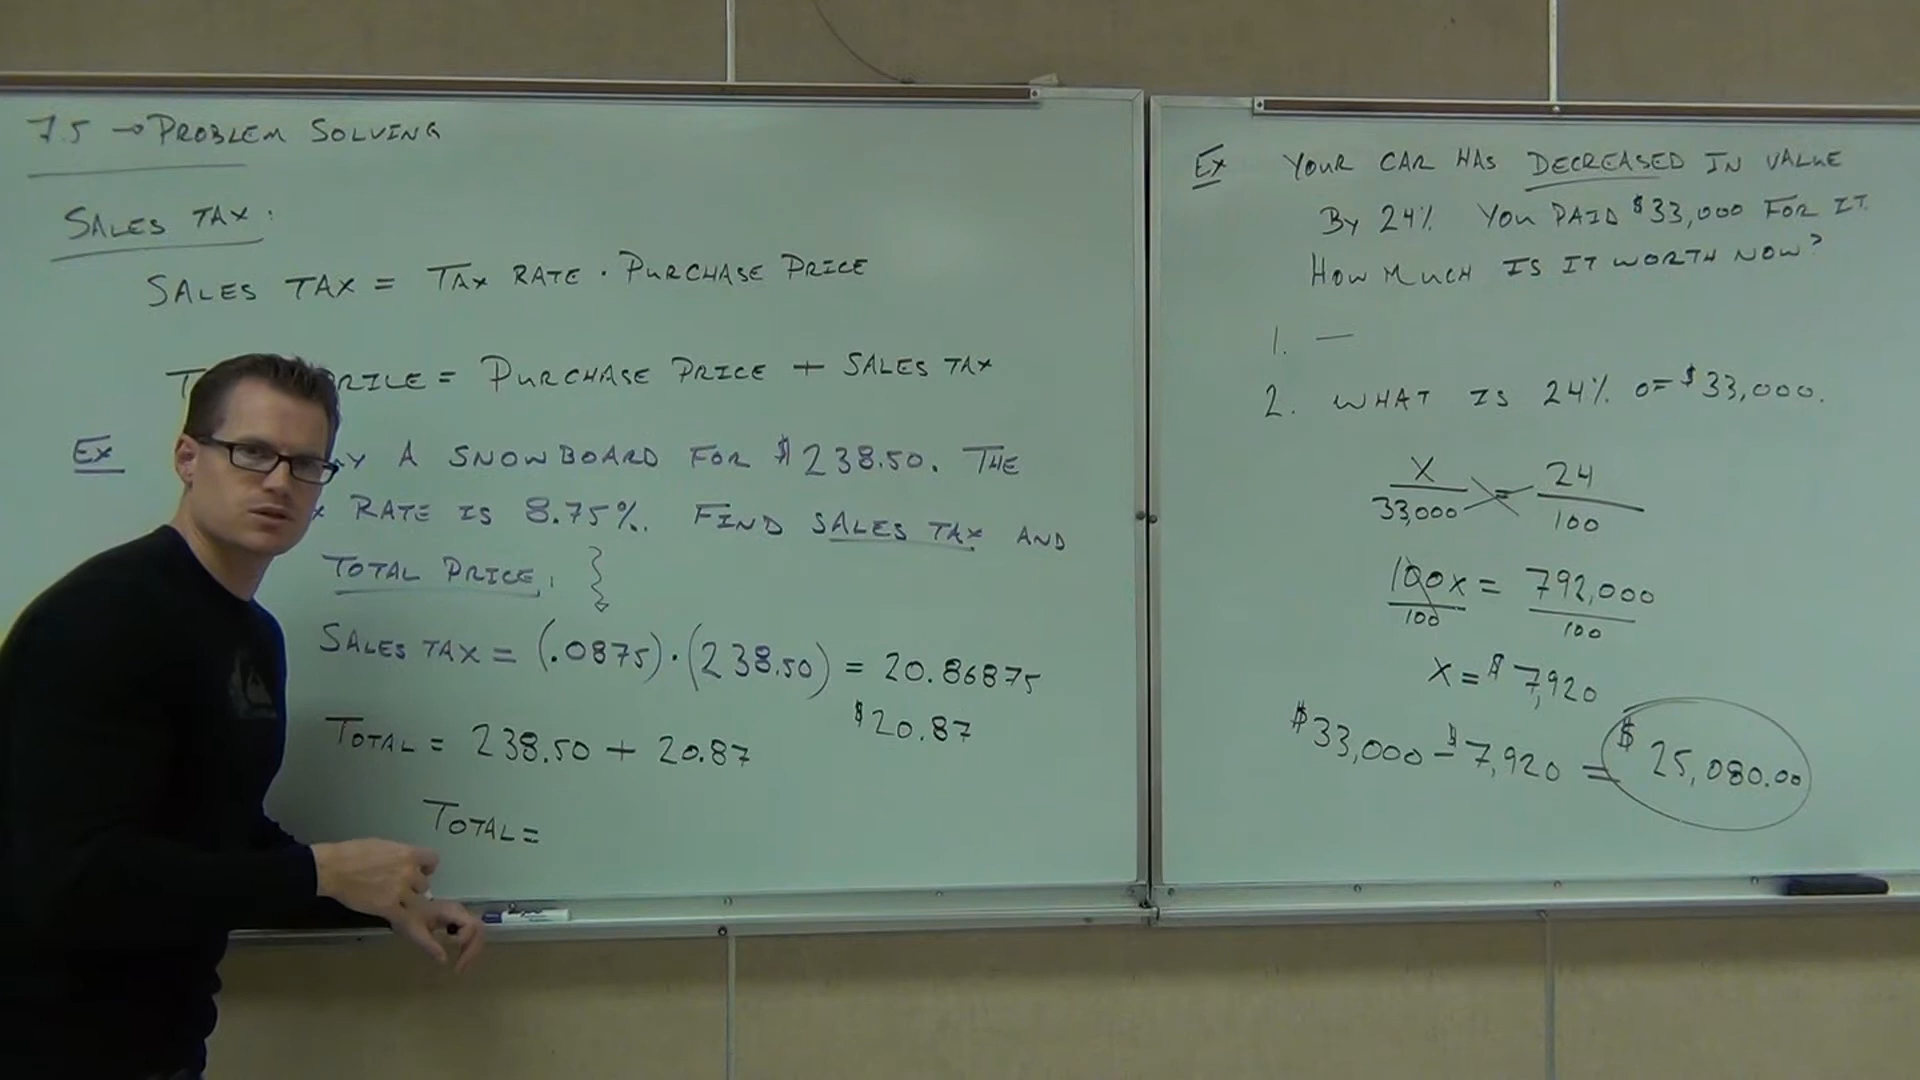 7.5 → PROBLEM SOLVING
SALES TAX:
SALES TAX = TAX RATE · PURCHASE PRICE
T PRICE = PURCHASE PRICE + SALES TAX
Ex Y A SNOWBOARD FOR $238.50. THE
X RATE IS 8.75%. FIND SALES TAX AND
TOTAL PRICE.
SALES TAX = (.0875)·(238.50) = 20.86875
$20.87
TOTAL = 238.50 + 20.87
TOTAL =
Ex YOUR CAR HAS DECREASED IN VALUE
BY 24% YOU PAID $33,000 FOR IT.
HOW MUCH IS IT WORTH NOW?
1. —
2. WHAT IS 24% OF $33,000.
X/33,000 = 24/100
100x/100 = 792,000/100
X = $7,920
$33,000 - $7,920 = $25,080.00